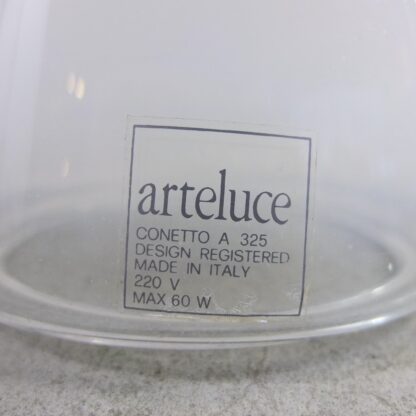 arteluce
CONETTO A 325
DESIGN REGISTERED
MADE IN ITALY
220 V
MAX 60 W